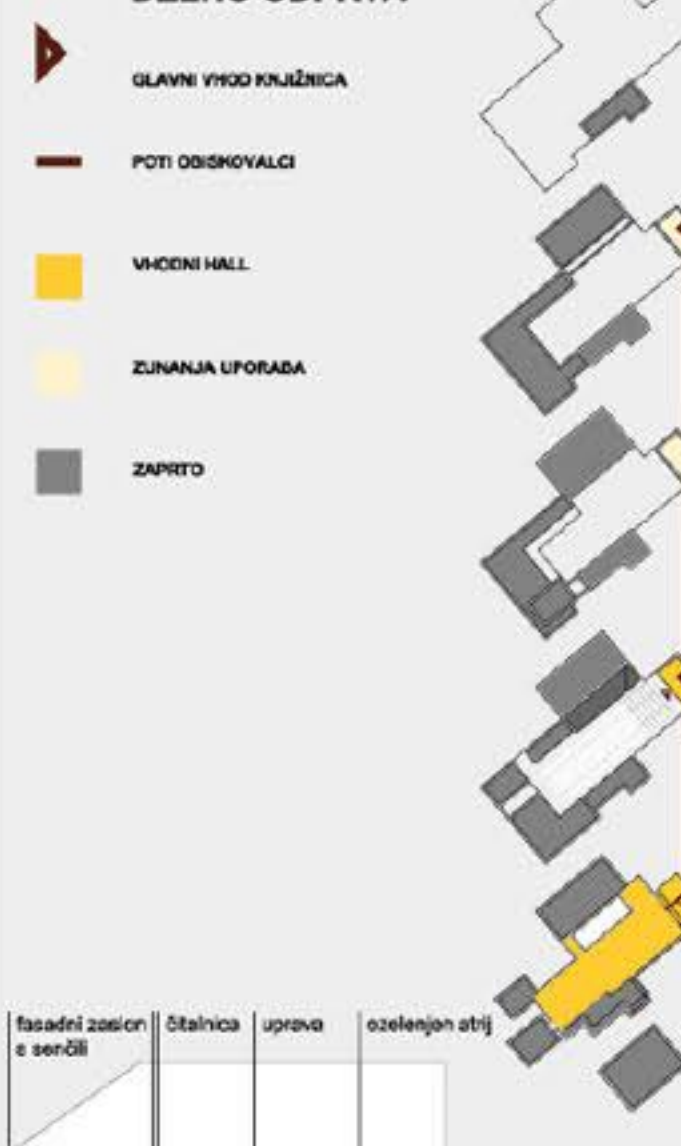 GLAVNI VHOD KNJIŽNICA
POTI OBISKOVALCI
VHODNI HALL
ZUNANJA UPORABA
ZAPRTO
fasadni zaslon
s senčili
čitalnica
uprava
ozelenjen atrij